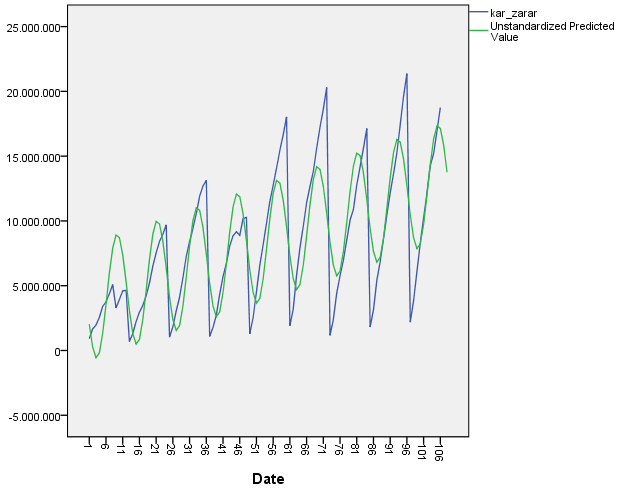 kar_zarar
Unstandardized Predicted
Value
25.000.000
20.000.000
15.000.000
10.000.000
5.000.000
0
-5.000.000
1 6 11 16 21 26 31 36 41 46 51 56 61 66 71 76 81 86 91 96 101 106
Date